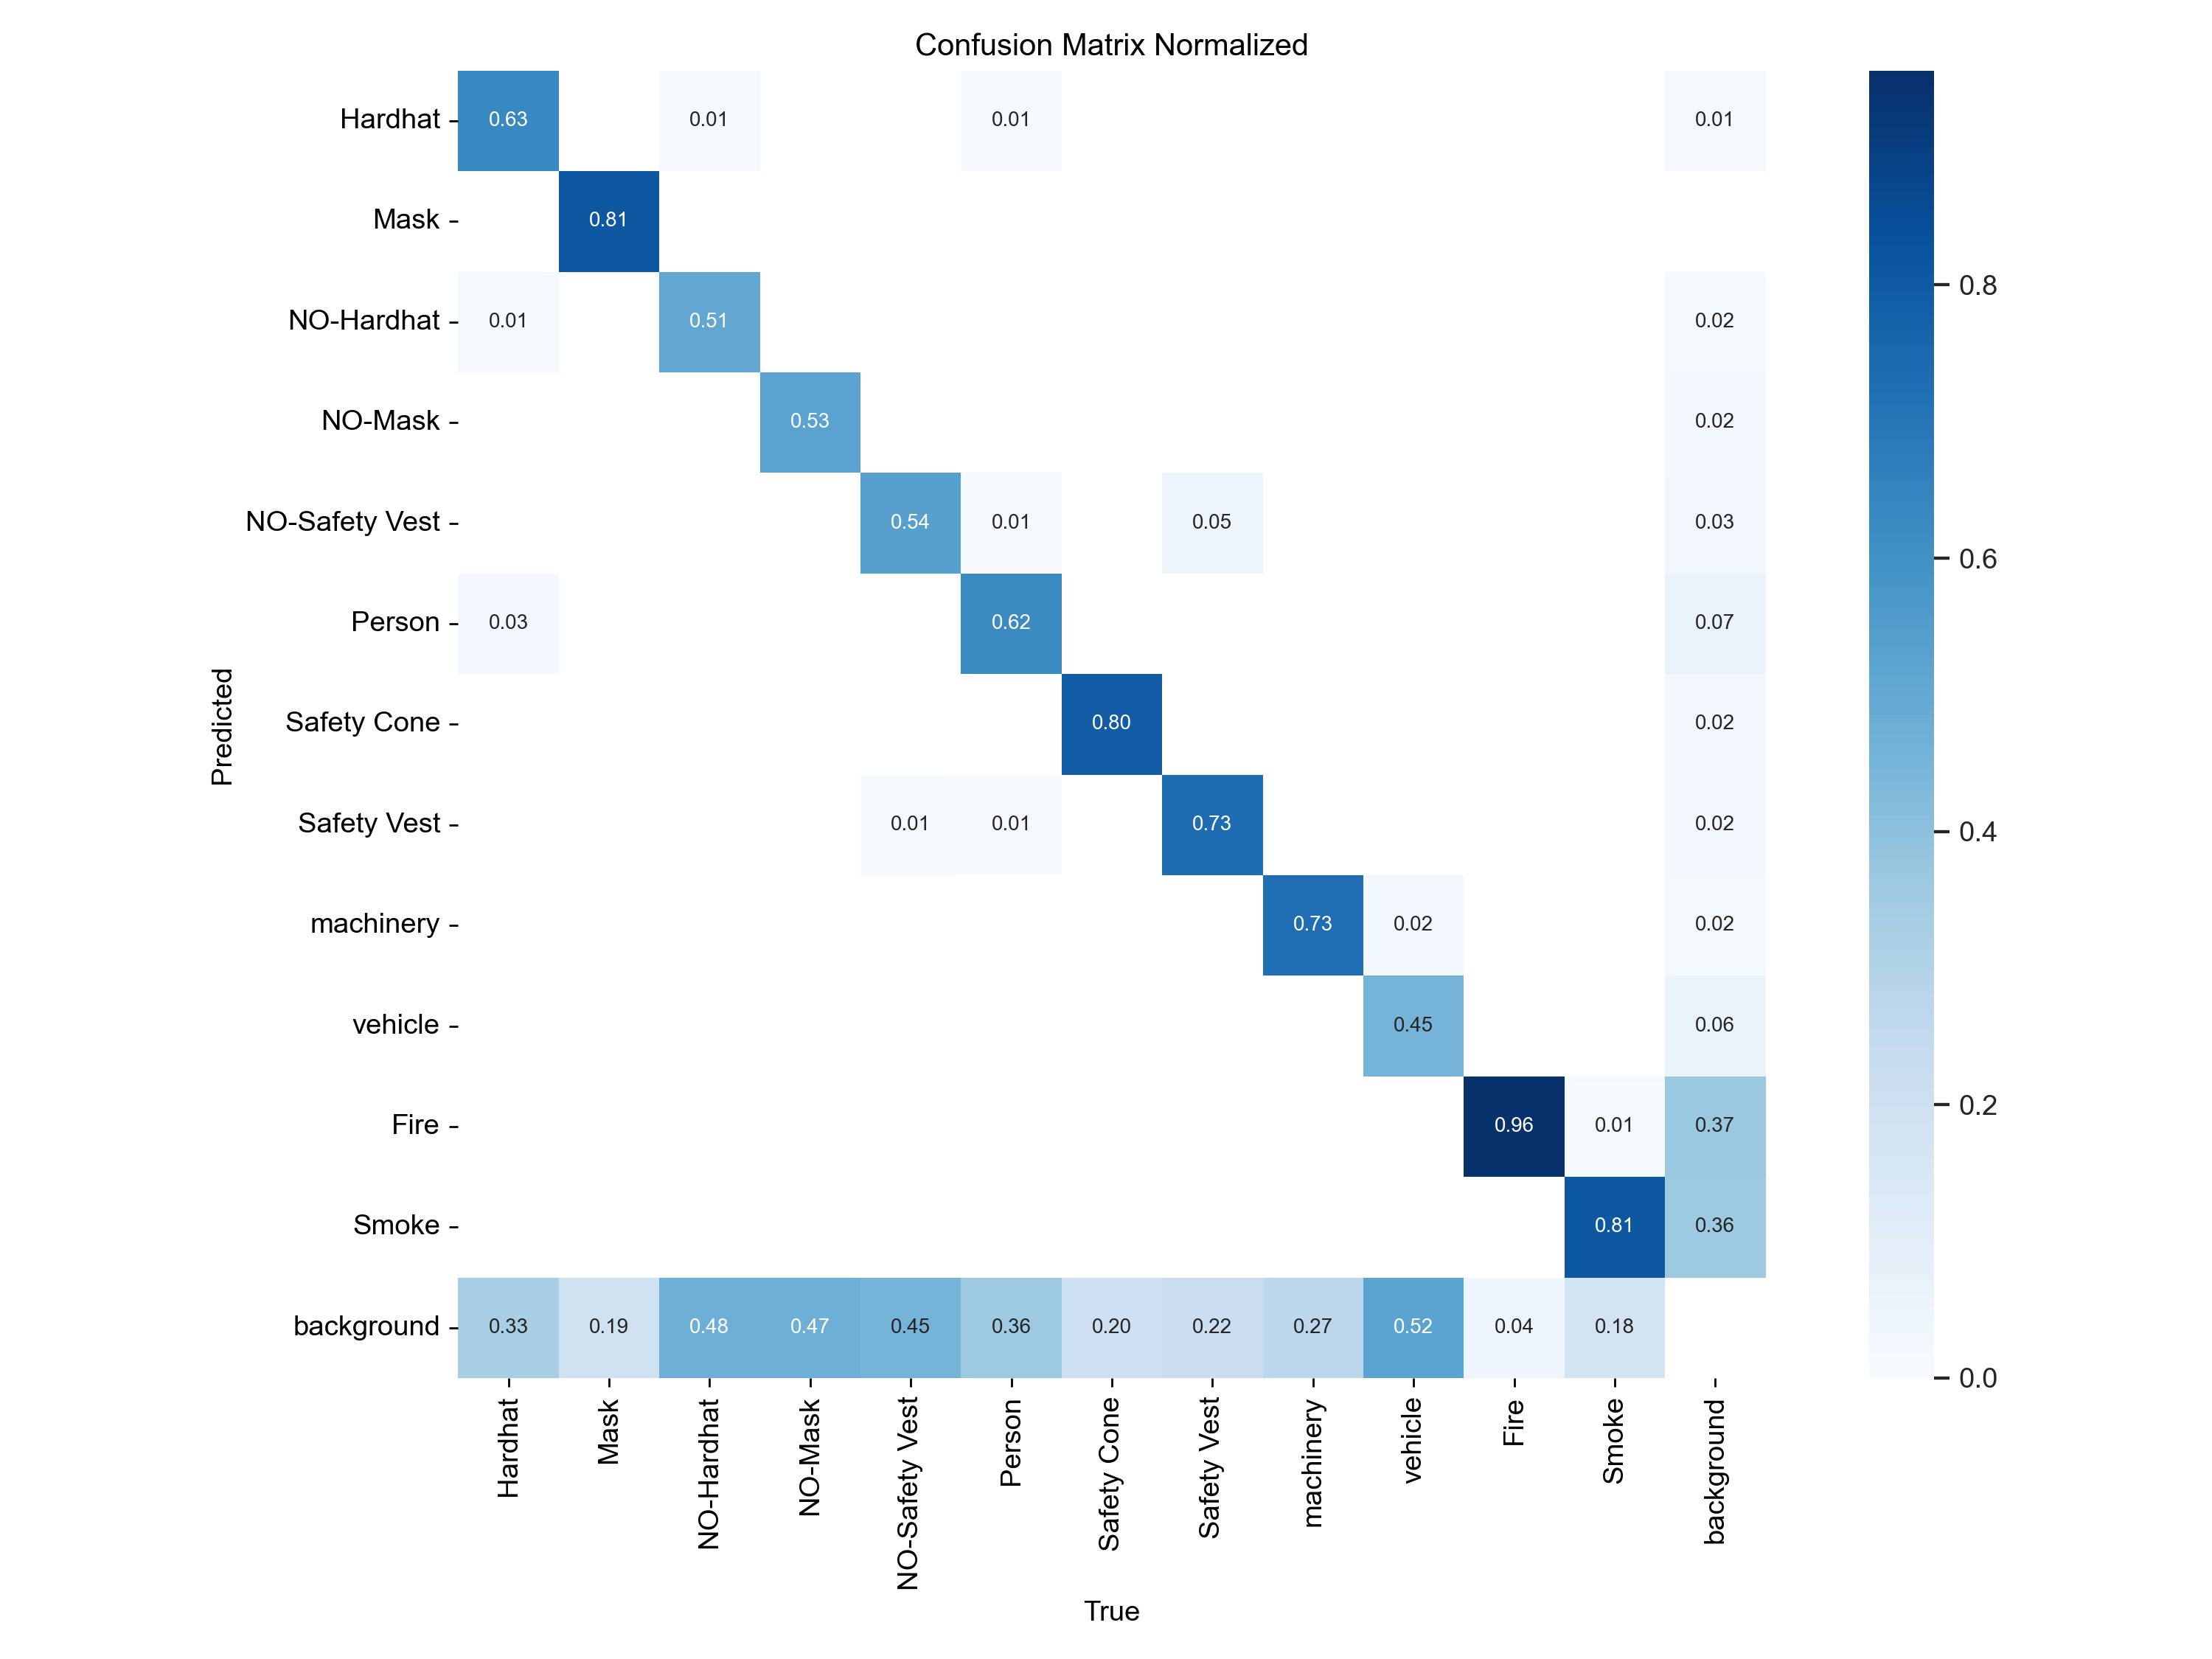 Confusion Matrix Normalized
Hardhat 0.63 0.01 0.01 0.01
Mask 0.81
NO-Hardhat 0.01 0.51 0.02
NO-Mask 0.53 0.02
NO-Safety Vest 0.54 0.01 0.05 0.03
Person 0.03 0.62 0.07
Safety Cone 0.80 0.02
Safety Vest 0.01 0.01 0.73 0.02
machinery 0.73 0.02 0.02
vehicle 0.45 0.06
Fire 0.96 0.01 0.37
Smoke 0.81 0.36
background 0.33 0.19 0.48 0.47 0.45 0.36 0.20 0.22 0.27 0.52 0.04 0.18
Predicted
Hardhat
Mask
NO-Hardhat
NO-Mask
NO-Safety Vest
Person
Safety Cone
Safety Vest
machinery
vehicle
Fire
Smoke
background
True
0.8
0.6
0.4
0.2
0.0